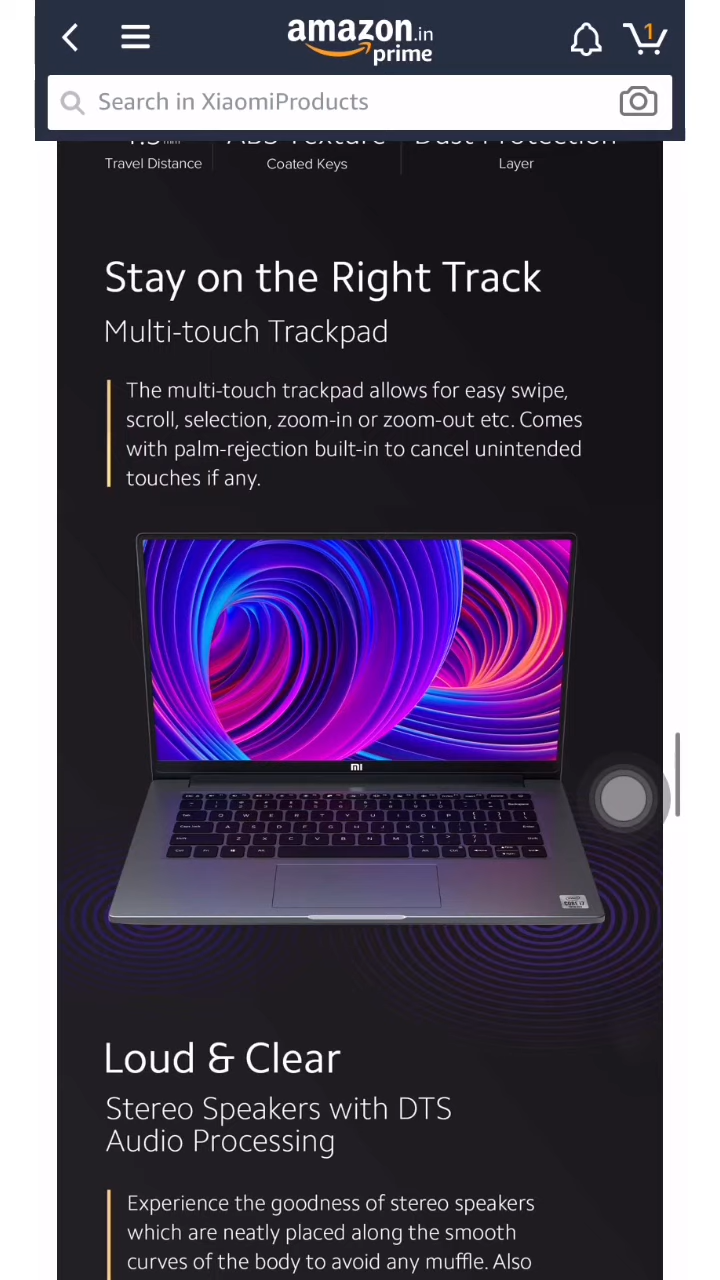 amazon.in
prime
1
Search in XiaomiProducts
Travel Distance
Coated Keys
Layer
Stay on the Right Track
Multi-touch Trackpad
The multi-touch trackpad allows for easy swipe,
scroll, selection, zoom-in or zoom-out etc. Comes
with palm-rejection built-in to cancel unintended
touches if any.
mi
Loud & Clear
Stereo Speakers with DTS
Audio Processing
Experience the goodness of stereo speakers
which are neatly placed along the smooth
curves of the body to avoid any muffle. Also